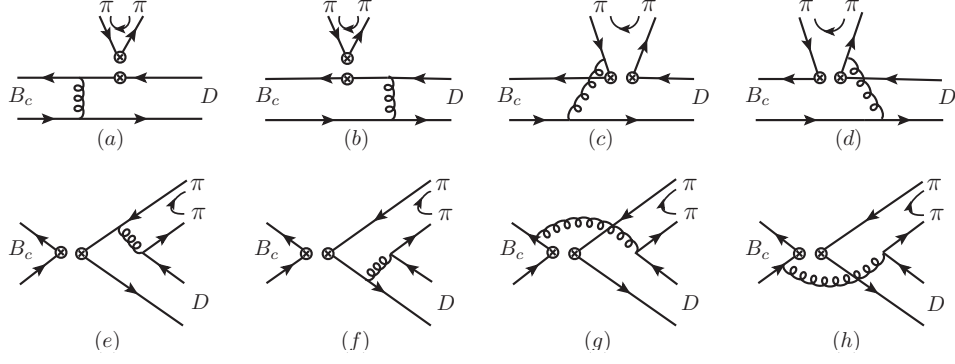 π π π π π π π π
B_c D B_c D B_c D B_c D
(a) (b) (c) (d)
π π π π
π π π π
B_c B_c B_c B_c
D D D D
(e) (f) (g) (h)